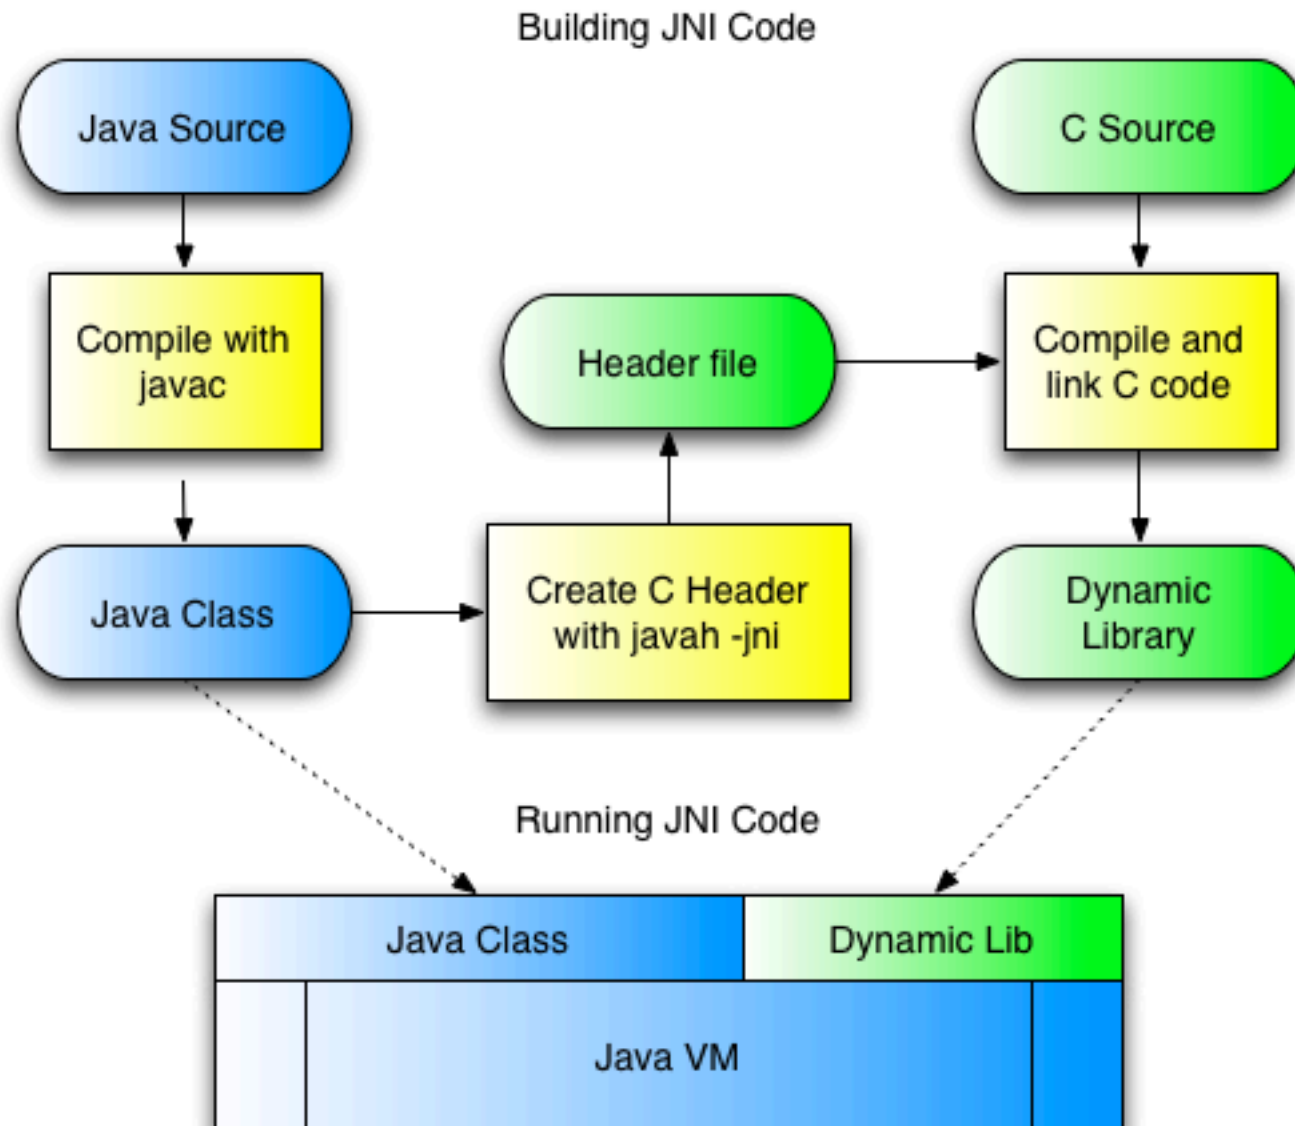 Building JNI Code
Java Source
C Source
Compile with
javac
Header file
Compile and
link C code
Java Class
Create C Header
with javah -jni
Dynamic
Library
Running JNI Code
Java Class
Dynamic Lib
Java VM